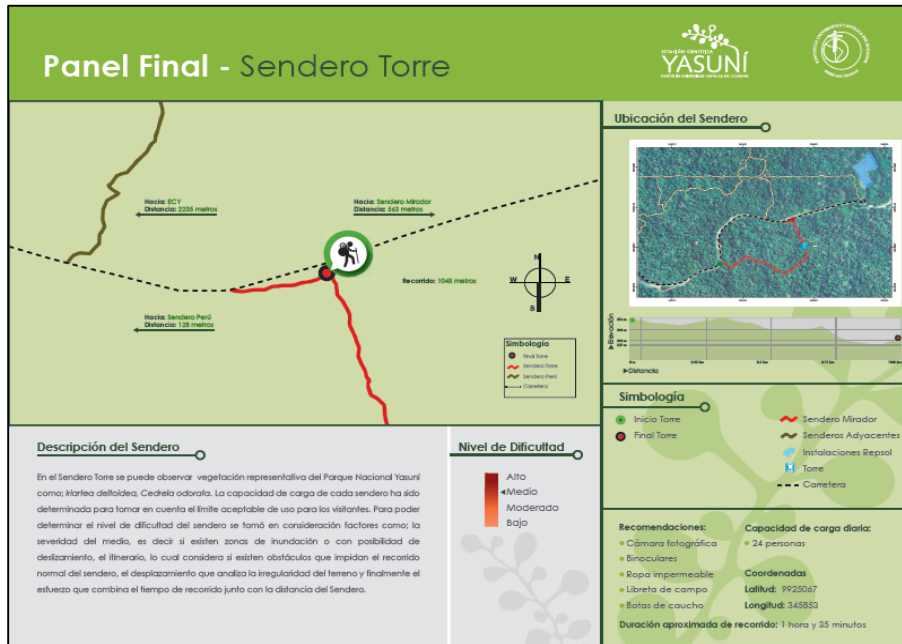 Panel Final - Sendero Torre
ESTACIÓN CIENTÍFICA
YASUNÍ
PONTIFICIA UNIVERSIDAD CATÓLICA DEL ECUADOR
Hacia: ECY
Distancia: 2235 metros
Hacia: Sendero Mirador
Distancia: 563 metros
Recorrido: 1045 metros
Hacia: Sendero Perú
Distancia: 128 metros
N
W E
S
Simbología
Final Torre
Sendero Torre
Sendero Perú
Carretera
Ubicación del Sendero
Elevación
Distancia
Simbología
Inicio Torre
Final Torre
Sendero Mirador
Senderos Adyacentes
Instalaciones Repsol
Torre
Carretera
Descripción del Sendero
En el Sendero Torre se puede observar vegetación representativa del Parque Nacional Yasuní
como; Iriartea deltoidea, Cedrela odorata. La capacidad de carga de cada sendero ha sido
determinada para tomar en cuenta el límite aceptable de uso para los visitantes. Para poder
determinar el nivel de dificultad del sendero se tomó en consideración factores como; la
severidad del medio, es decir si existen zonas de inundación o con posibilidad de
deslizamiento, el itinerario, lo cual considera si existen obstáculos que impidan el recorrido
normal del sendero, el desplazamiento que analiza la irregularidad del terreno y finalmente el
esfuerzo que combina el tiempo de recorrido junto con la distancia del Sendero.
Nivel de Dificultad
Alto
Medio
Moderado
Bajo
Recomendaciones:
Cámara fotográfica
Binoculares
Ropa impermeable
Libreta de campo
Botas de caucho
Capacidad de carga diaria:
24 personas
Coordenadas
Latitud: 9925067
Longitud: 345853
Duración aproximada de recorrido: 1 hora y 35 minutos